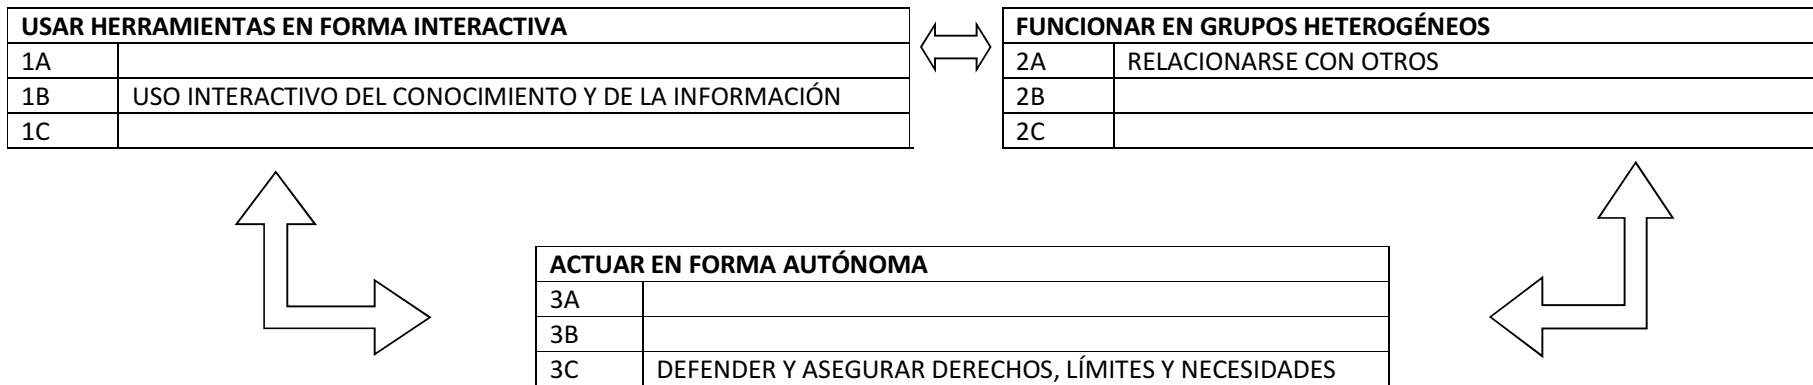 USAR HERRAMIENTAS EN FORMA INTERACTIVA
1A
1B USO INTERACTIVO DEL CONOCIMIENTO Y DE LA INFORMACIÓN
1C
FUNCIONAR EN GRUPOS HETEROGÉNEOS
2A RELACIONARSE CON OTROS
2B
2C
ACTUAR EN FORMA AUTÓNOMA
3A
3B
3C DEFENDER Y ASEGURAR DERECHOS, LÍMITES Y NECESIDADES